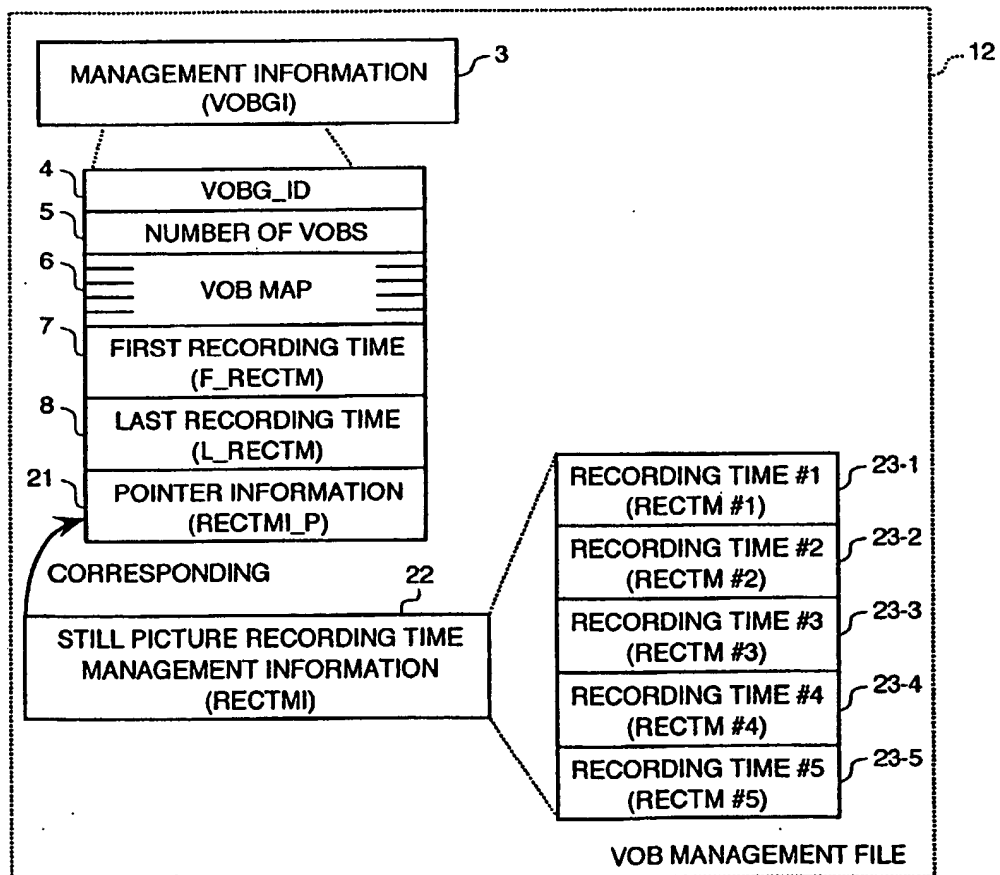 MANAGEMENT INFORMATION
(VOBGI)
3
12
4
VOBG_ID
5
NUMBER OF VOBS
6
VOB MAP
7
FIRST RECORDING TIME
(F_RECTM)
8
LAST RECORDING TIME
(L_RECTM)
21
POINTER INFORMATION
(RECTMI_P)
CORRESPONDING
22
STILL PICTURE RECORDING TIME
MANAGEMENT INFORMATION
(RECTMI)
RECORDING TIME #1
(RECTM #1)
23-1
RECORDING TIME #2
(RECTM #2)
23-2
RECORDING TIME #3
(RECTM #3)
23-3
RECORDING TIME #4
(RECTM #4)
23-4
RECORDING TIME #5
(RECTM #5)
23-5
VOB MANAGEMENT FILE